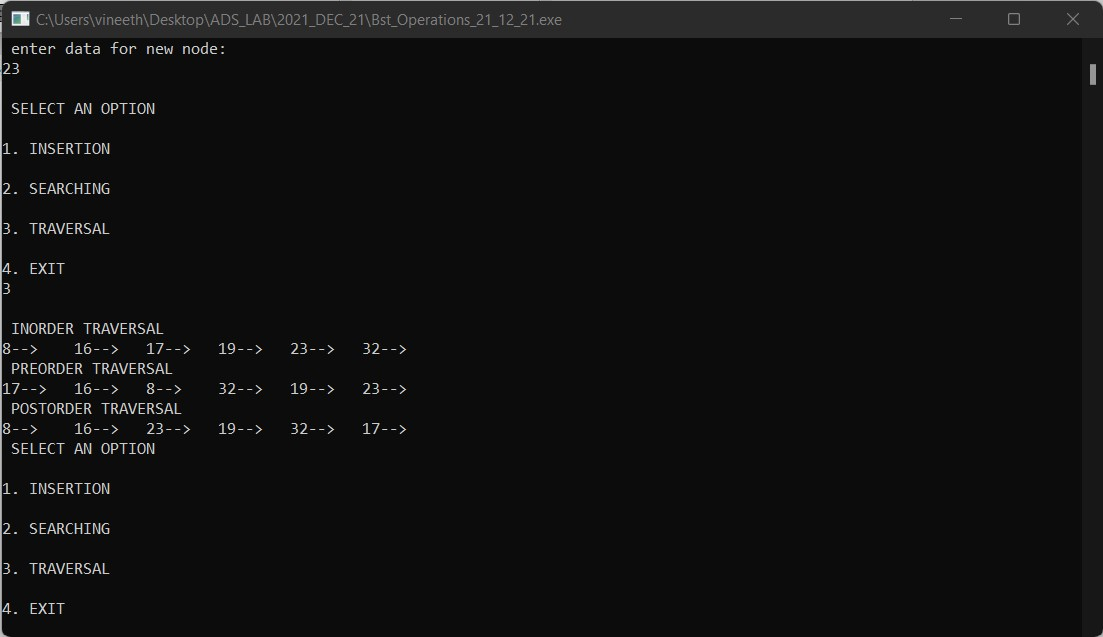 C:\Users\vineeth\Desktop\ADS_LAB\2021_DEC_21\Bst_Operations_21_12_21.exe
enter data for new node:
23
SELECT AN OPTION
1. INSERTION
2. SEARCHING
3. TRAVERSAL
4. EXIT
3
INORDER TRAVERSAL
8-->    16-->   17-->   19-->   23-->   32-->
PREORDER TRAVERSAL
17-->   16-->   8-->    32-->   19-->   23-->
POSTORDER TRAVERSAL
8-->    16-->   23-->   19-->   32-->   17-->
SELECT AN OPTION
1. INSERTION
2. SEARCHING
3. TRAVERSAL
4. EXIT